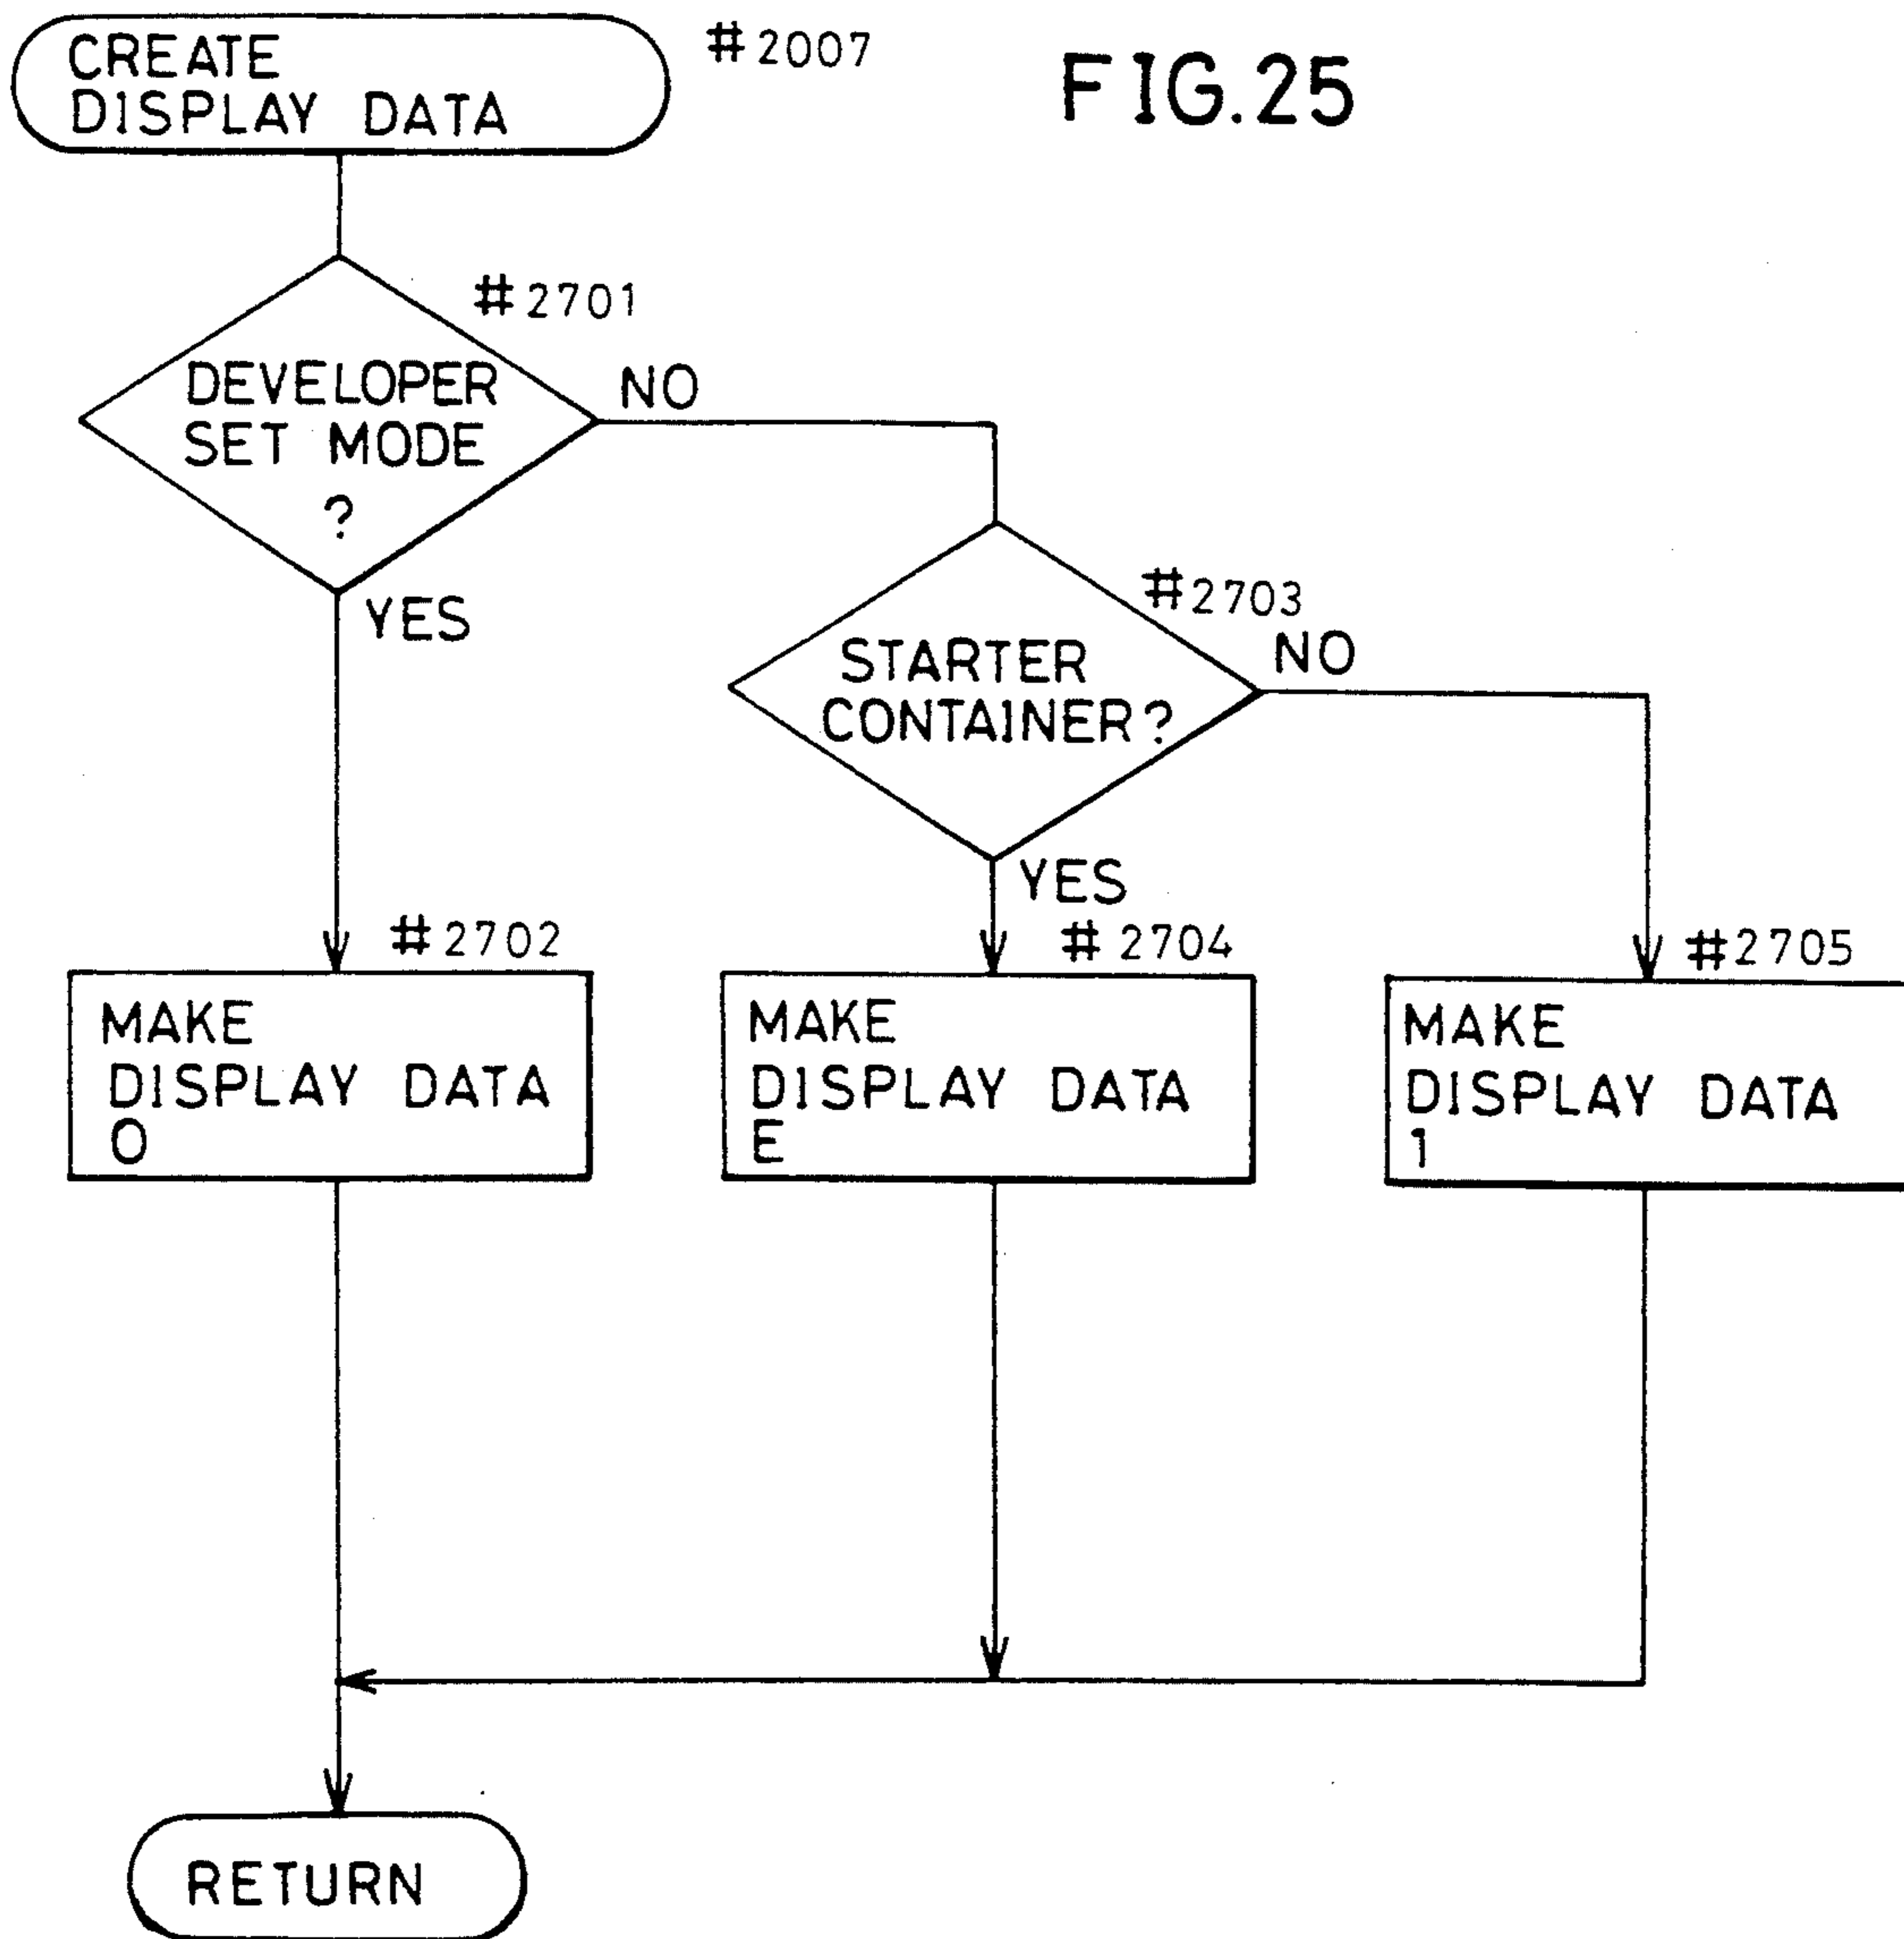 CREATE
DISPLAY DATA
#2007
FIG.25
#2701
DEVELOPER
SET MODE
?
NO
YES
#2703
STARTER
CONTAINER?
NO
YES
#2702
MAKE
DISPLAY DATA
0
#2704
MAKE
DISPLAY DATA
E
#2705
MAKE
DISPLAY DATA
1
RETURN